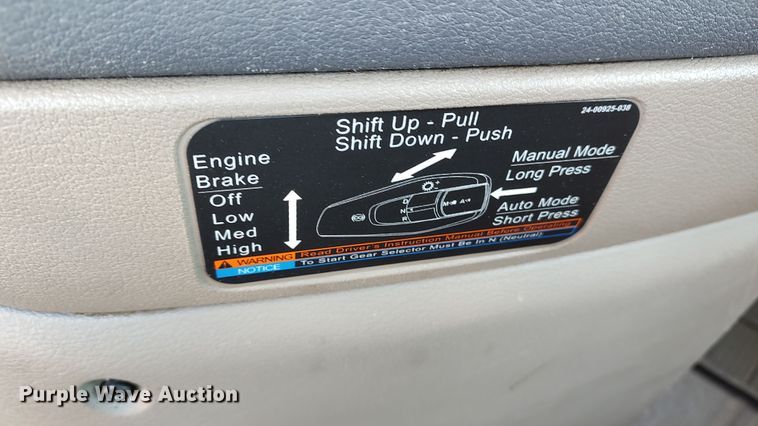 24-00925-038
Shift Up - Pull
Shift Down - Push
Engine
Brake
Off
Low
Med
High
Manual Mode
Long Press
Auto Mode
Short Press
D
N
R
WARNING Read Driver's Instruction Manual Before Operating
NOTICE To Start Gear Selector Must Be In N (Neutral)
Purple Wave Auction